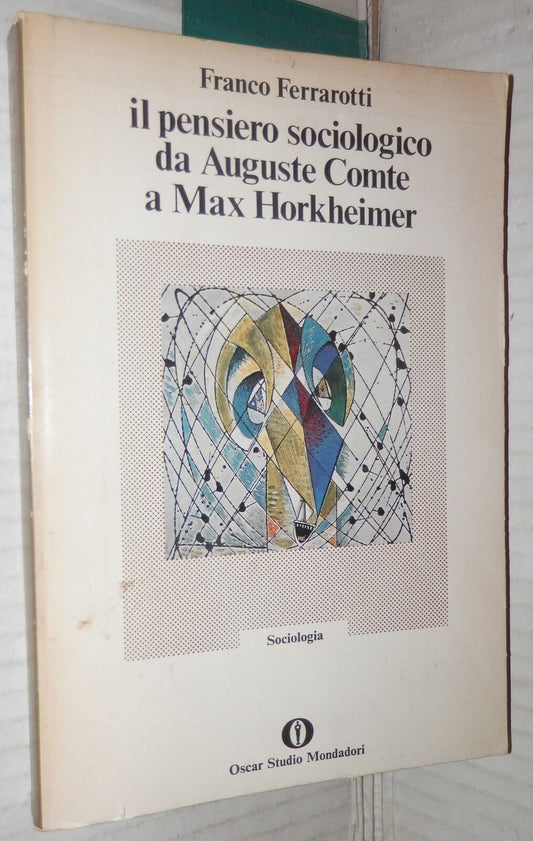 Franco Ferrarotti
il pensiero sociologico
da Auguste Comte
a Max Horkheimer
Sociologia
Oscar Studio Mondadori